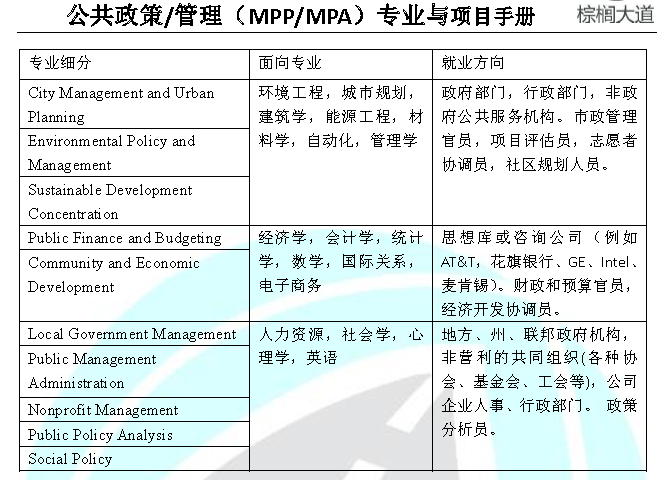 公共政策/管理（MPP/MPA）专业与项目手册
棕榈大道
专业细分
面向专业
就业方向
City Management and Urban
Planning
Environmental Policy and
Management
Sustainable Development
Concentration
环境工程，城市规划，
建筑学，能源工程，材
料学，自动化，管理学
政府部门，行政部门，非政
府公共服务机构。市政管理
官员，项目评估员，志愿者
协调员，社区规划人员。
Public Finance and Budgeting
Community and Economic
Development
经济学，会计学，统计
学，数学，国际关系，
电子商务
思想库或咨询公司（例如
AT&T，花旗银行、GE、Intel、
麦肯锡）。财政和预算官员，
经济开发协调员。
Local Government Management
Public Management
Administration
Nonprofit Management
Public Policy Analysis
Social Policy
人力资源，社会学，心
理学，英语
地方、州、联邦政府机构，
非营利的共同组织(各种协
会、基金会、工会等)，公司
企业人事、行政部门。 政策
分析员。